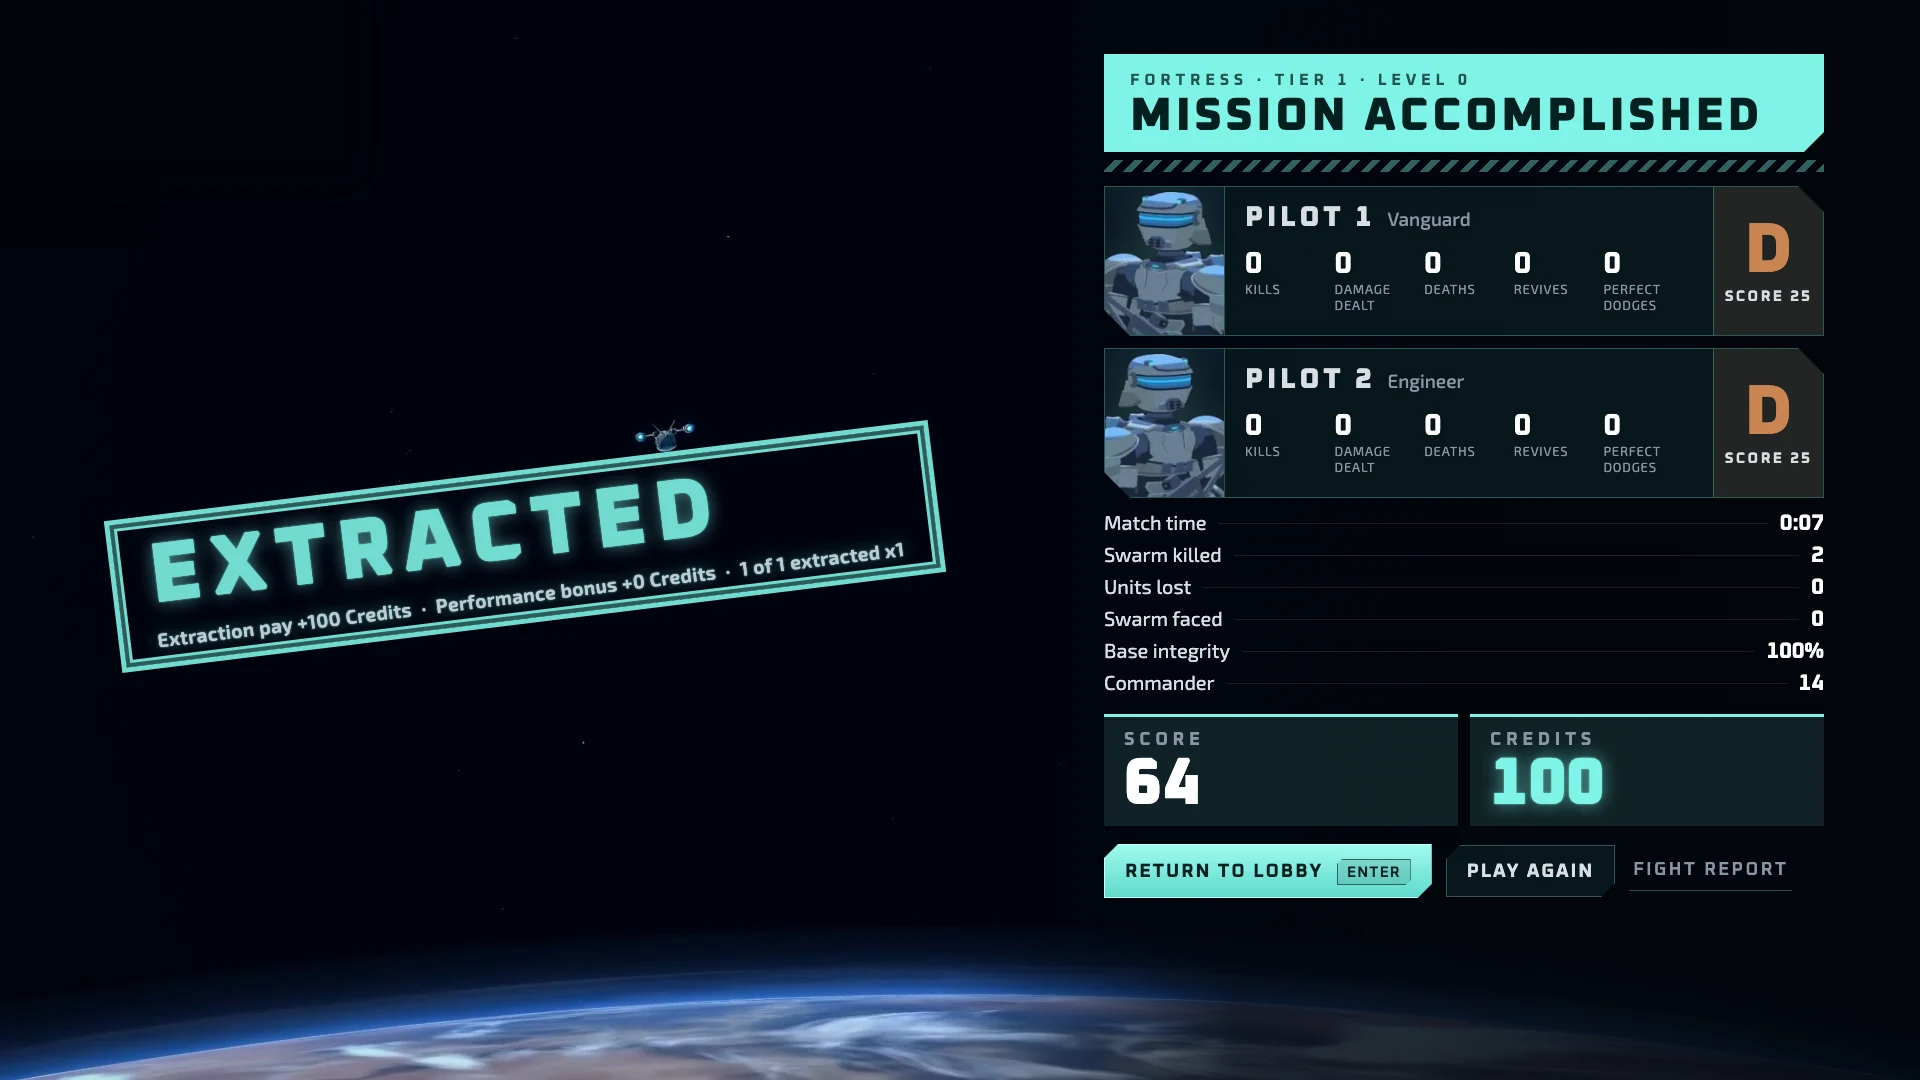 FORTRESS · TIER 1 · LEVEL 0
MISSION ACCOMPLISHED
PILOT 1 Vanguard
0 0 0 0 0
KILLS DAMAGE DEALT DEATHS REVIVES PERFECT DODGES
D
SCORE 25
PILOT 2 Engineer
0 0 0 0 0
KILLS DAMAGE DEALT DEATHS REVIVES PERFECT DODGES
D
SCORE 25
EXTRACTED
Extraction pay +100 Credits · Performance bonus +0 Credits · 1 of 1 extracted x1
Match time 0:07
Swarm killed 2
Units lost 0
Swarm faced 0
Base integrity 100%
Commander 14
SCORE
64
CREDITS
100
RETURN TO LOBBY ENTER
PLAY AGAIN
FIGHT REPORT